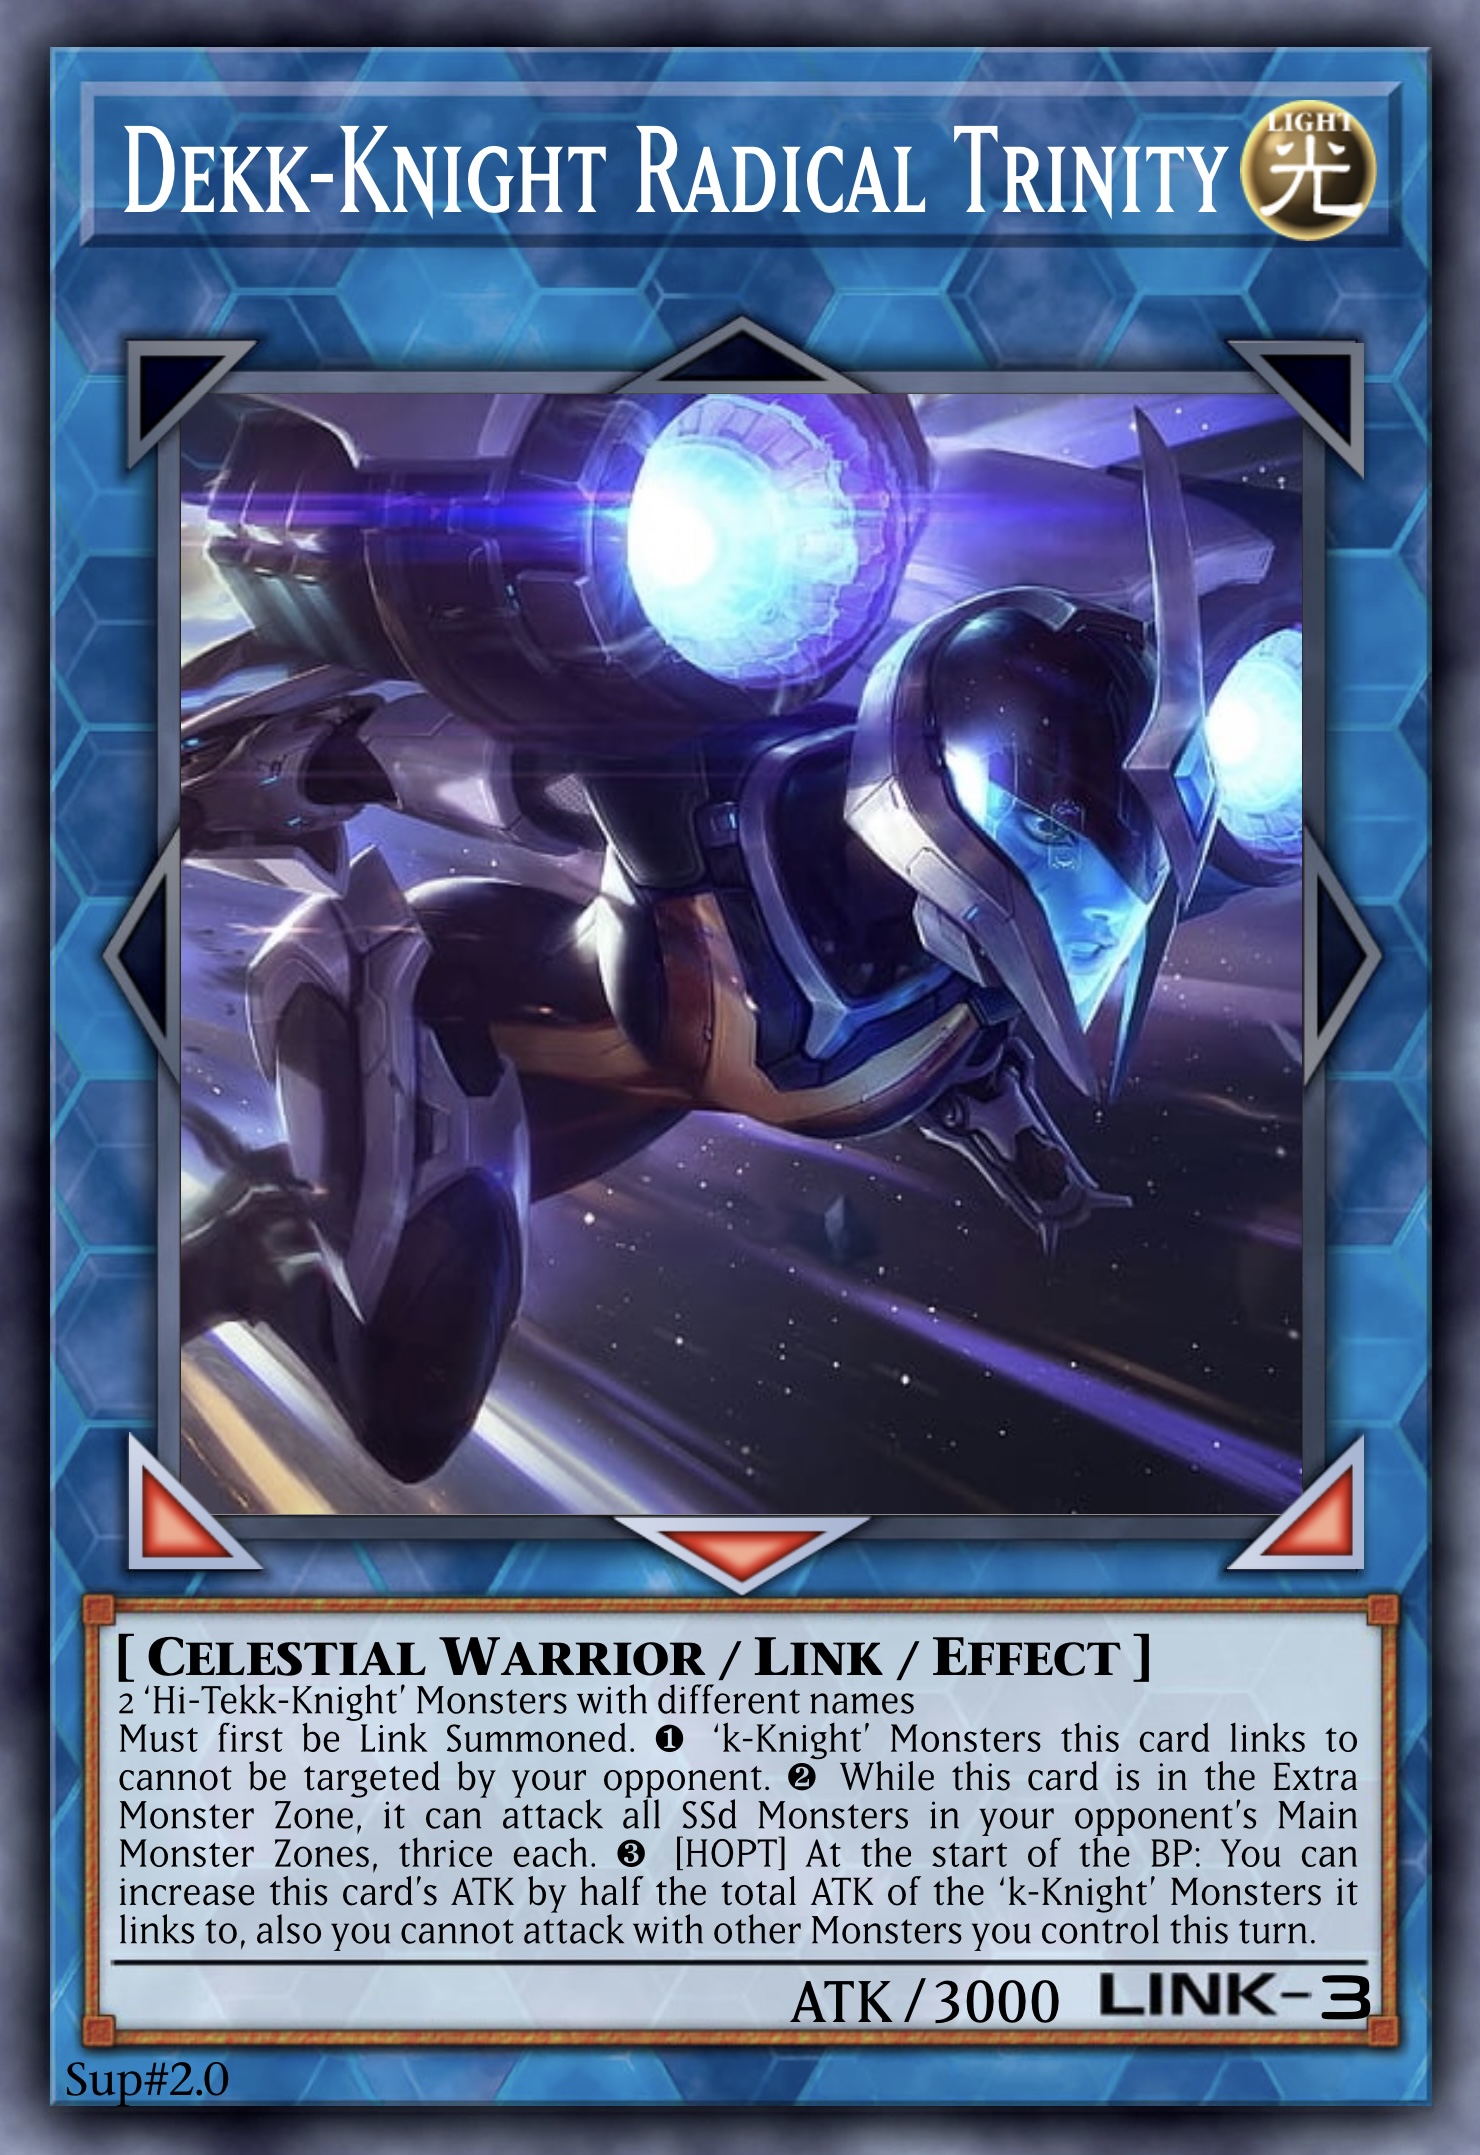 Dekk-Knight Radical Trinity
LIGHT
光
[ Celestial Warrior / Link / Effect ]
2 ‘Hi-Tekk-Knight’ Monsters with different names
Must first be Link Summoned. ❶ ‘k-Knight’ Monsters this card links to
cannot be targeted by your opponent. ❷ While this card is in the Extra
Monster Zone, it can attack all SSd Monsters in your opponent's Main
Monster Zones, thrice each. ❸ [HOPT] At the start of the BP: You can
increase this card's ATK by half the total ATK of the ‘k-Knight’ Monsters it
links to, also you cannot attack with other Monsters you control this turn.
ATK/3000 LINK-3
Sup#2.0